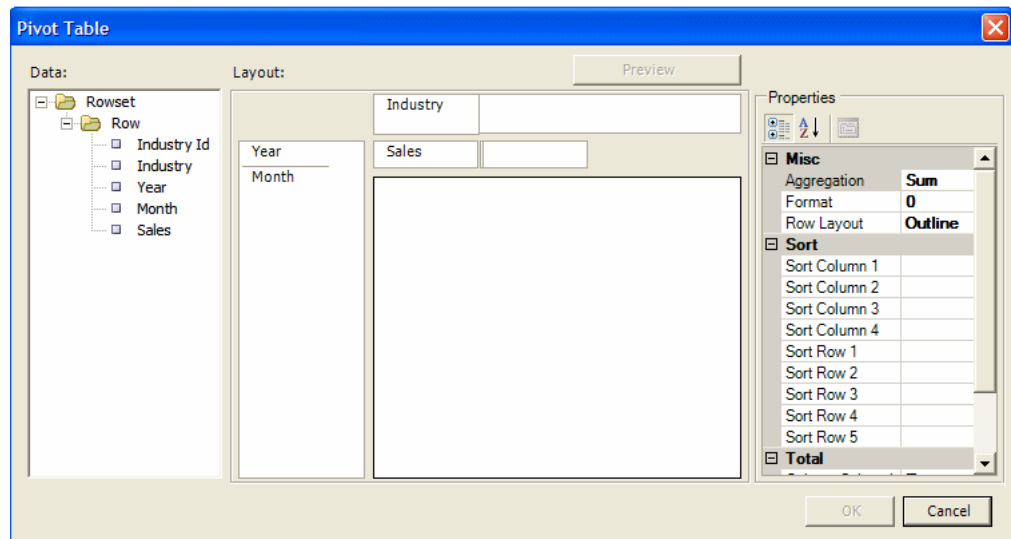 Pivot Table
Data:
Layout:
Preview
Rowset
Row
Industry Id
Industry
Year
Month
Sales
Industry
Year
Month
Sales
Properties
Misc
Aggregation Sum
Format 0
Row Layout Outline
Sort
Sort Column 1
Sort Column 2
Sort Column 3
Sort Column 4
Sort Row 1
Sort Row 2
Sort Row 3
Sort Row 4
Sort Row 5
Total
OK
Cancel